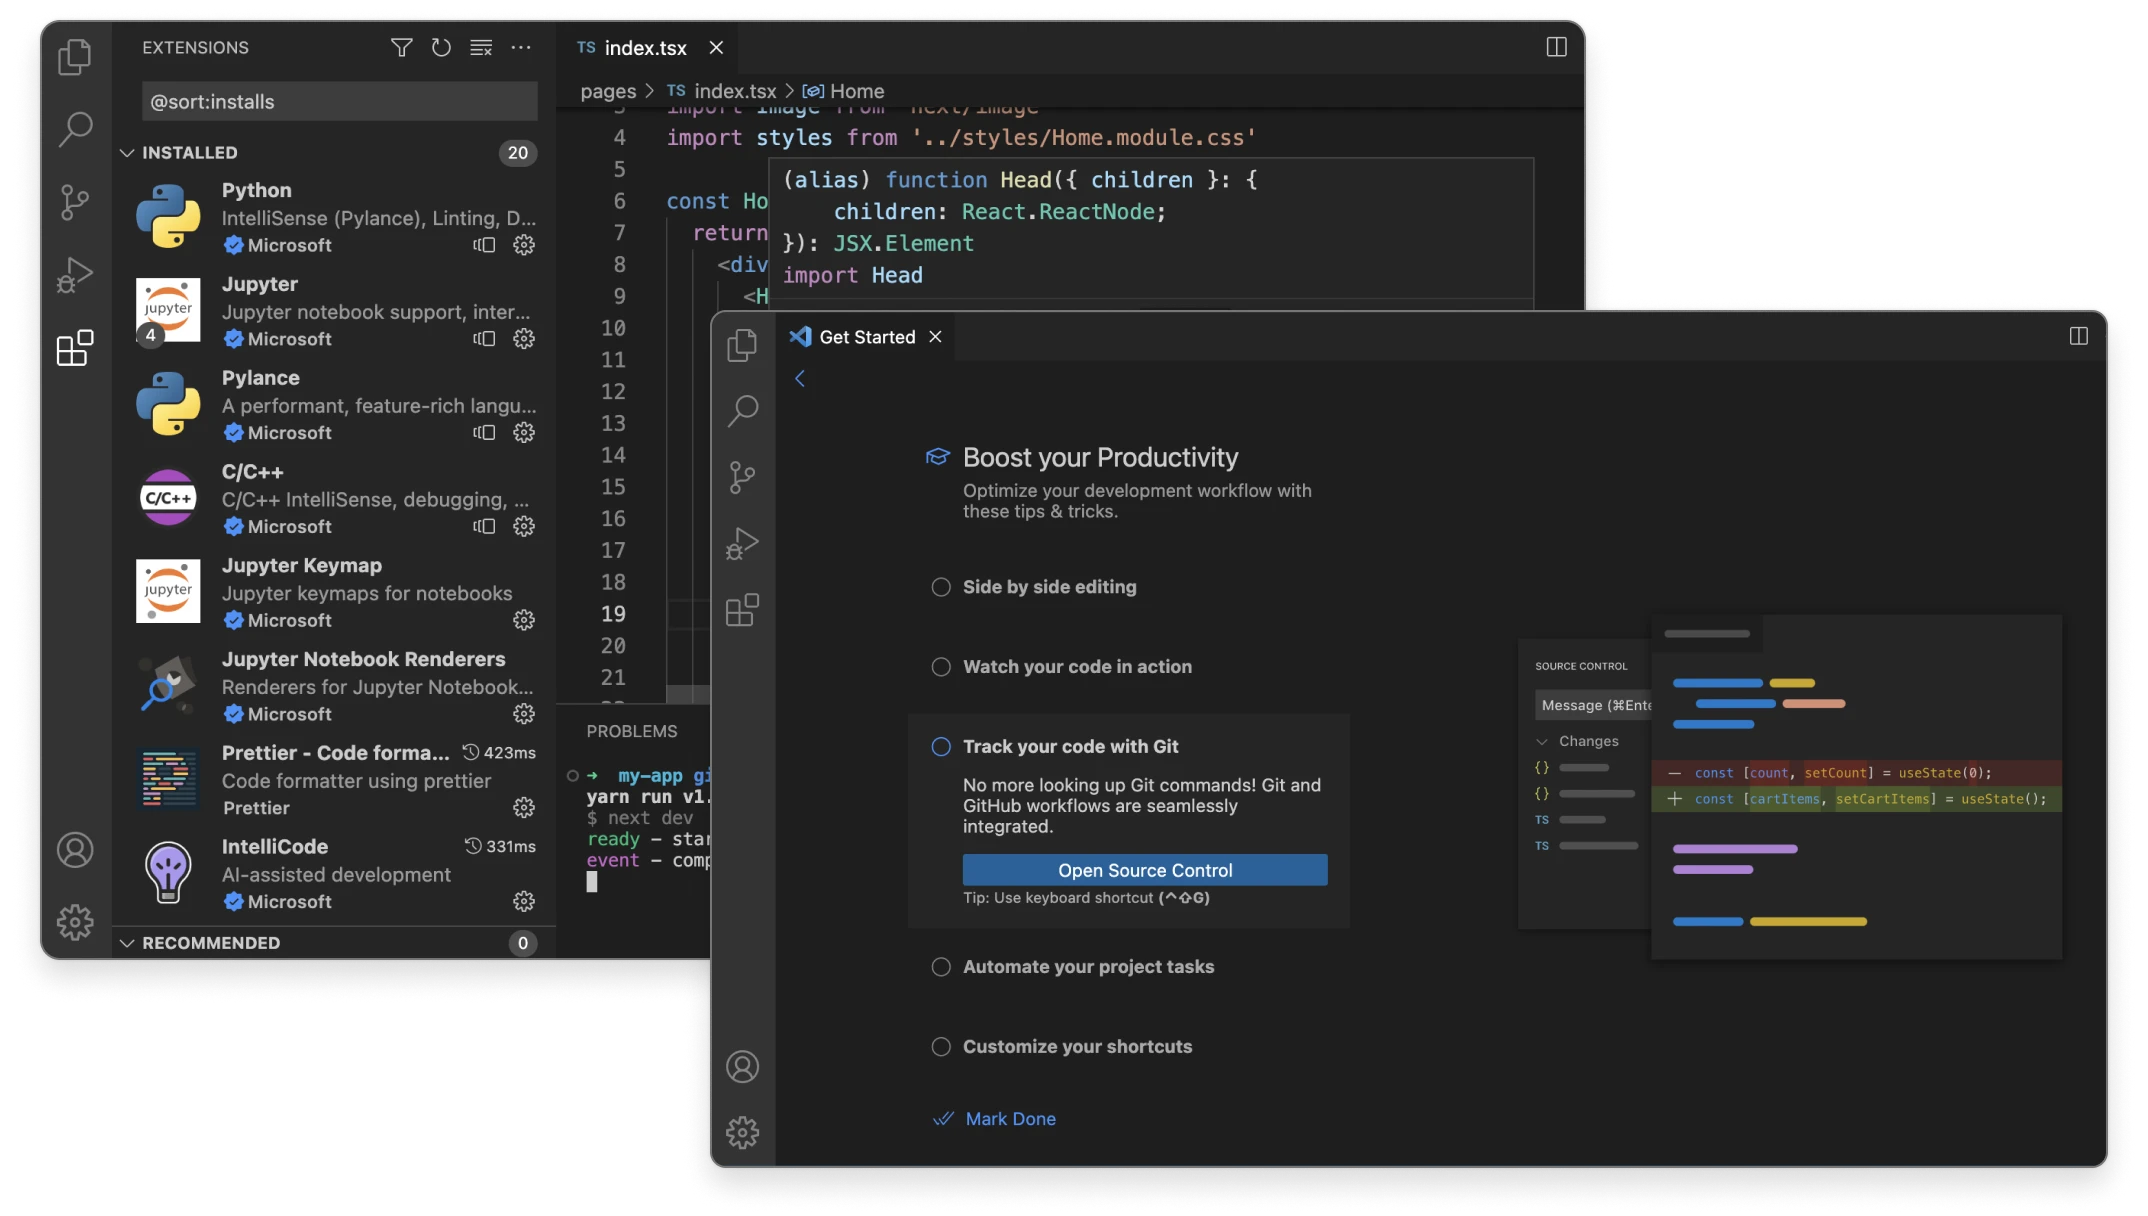 EXTENSIONS
@sort:installs
INSTALLED 20
Python
IntelliSense (Pylance), Linting, D...
Microsoft
jupyter
4
Jupyter
Jupyter notebook support, inter...
Microsoft
Pylance
A performant, feature-rich langu...
Microsoft
C/C++
C/C++
C/C++ IntelliSense, debugging, ...
Microsoft
jupyter
Jupyter Keymap
Jupyter keymaps for notebooks
Microsoft
Jupyter Notebook Renderers
Renderers for Jupyter Notebook...
Microsoft
Prettier - Code forma... 423ms
Code formatter using prettier
Prettier
IntelliCode 331ms
AI-assisted development
Microsoft
RECOMMENDED 0
TS index.tsx
pages > TS index.tsx > Home
3 import Image from 'next/image'
4 import styles from '../styles/Home.module.css'
5
6 const Ho
7 return
8 <div
9 <H
10
11
12
13
14
15
16
17
18
19
20
21
(alias) function Head({ children }: {
children: React.ReactNode;
}): JSX.Element
import Head
PROBLEMS
➜ my-app gi
yarn run v1.
$ next dev
ready - star
event - comp
Get Started
Boost your Productivity
Optimize your development workflow with
these tips & tricks.
Side by side editing
Watch your code in action
Track your code with Git
No more looking up Git commands! Git and
GitHub workflows are seamlessly
integrated.
Open Source Control
Tip: Use keyboard shortcut (⌃⇧G)
Automate your project tasks
Customize your shortcuts
Mark Done
SOURCE CONTROL
Message (⌘Ente
Changes
{}
{}
TS
TS
— const [count, setCount] = useState(0);
+ const [cartItems, setCartItems] = useState();